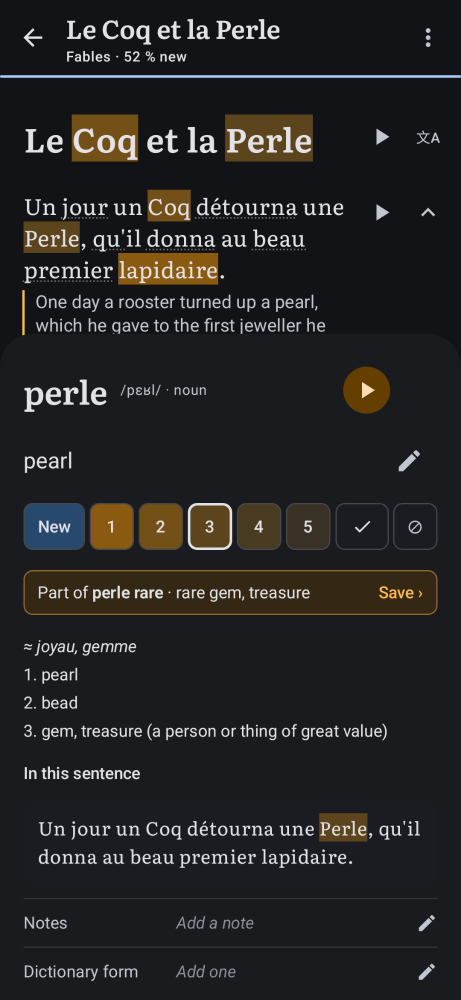 Le Coq et la Perle
Fables · 52 % new
Le Coq et la Perle
文A
Un jour un Coq détourna une
Perle, qu'il donna au beau
premier lapidaire.
One day a rooster turned up a pearl,
which he gave to the first jeweller he
perle /pɛʁl/ · noun
pearl
New 1 2 3 4 5
Part of perle rare · rare gem, treasure Save ›
≈ joyau, gemme
1. pearl
2. bead
3. gem, treasure (a person or thing of great value)
In this sentence
Un jour un Coq détourna une Perle, qu'il
donna au beau premier lapidaire.
Notes Add a note
Dictionary form Add one